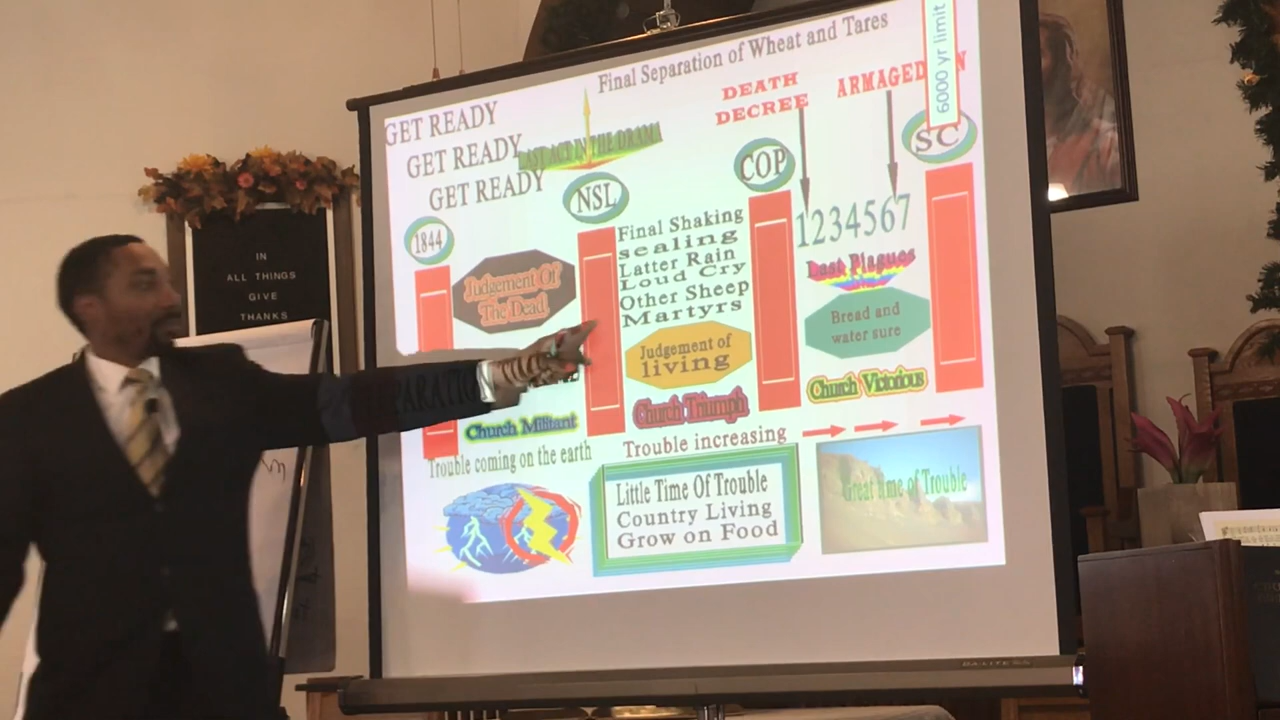 Final Separation of Wheat and Tares
GET READY
GET READY
GET READY
LAST ACT IN THE DRAMA
DEATH
DECREE
ARMAGED N
6000 yr limit
1844
NSL
COP
SC
Judgement Of
The Dead
Final Shaking
sealing
Latter Rain
Loud Cry
Other Sheep
Martyrs
Judgement of
living
Church Triumph
1234567
Last Plagues
Bread and
water sure
Church Victorious
PARATION
Church Militant
Trouble coming on the earth
Trouble increasing
Little Time Of Trouble
Country Living
Grow on Food
Great time of Trouble
IN
ALL THINGS
GIVE
THANKS
DA-LITE